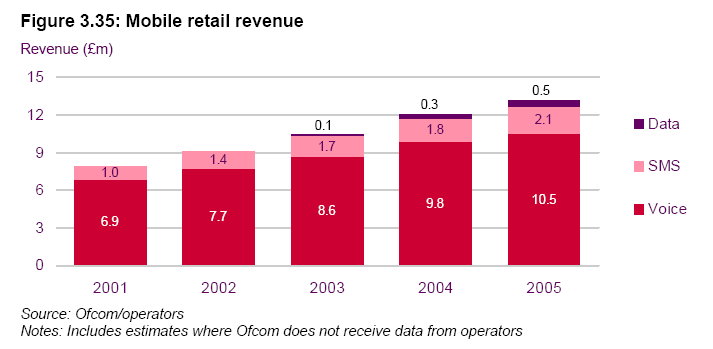 Figure 3.35: Mobile retail revenue
Revenue (£m)
15
12
9
6
3
0
0.1
0.3
0.5
1.0
1.4
1.7
1.8
2.1
6.9
7.7
8.6
9.8
10.5
Data
SMS
Voice
2001 2002 2003 2004 2005
Source: Ofcom/operators
Notes: Includes estimates where Ofcom does not receive data from operators